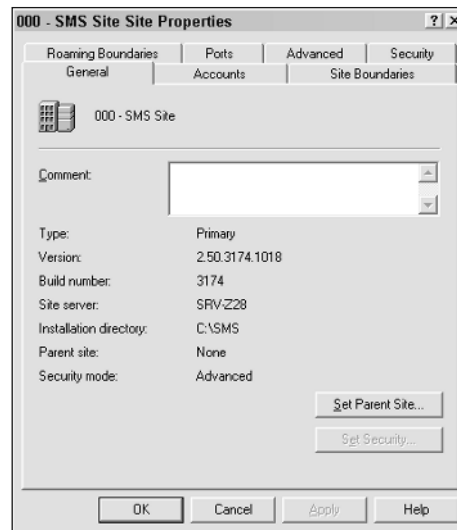 000 - SMS Site Site Properties
Roaming Boundaries Ports Advanced Security
General Accounts Site Boundaries
000 - SMS Site
Comment:
Type: Primary
Version: 2.50.3174.1018
Build number: 3174
Site server: SRV-Z28
Installation directory: C:\SMS
Parent site: None
Security mode: Advanced
Set Parent Site...
Set Security...
OK Cancel Apply Help